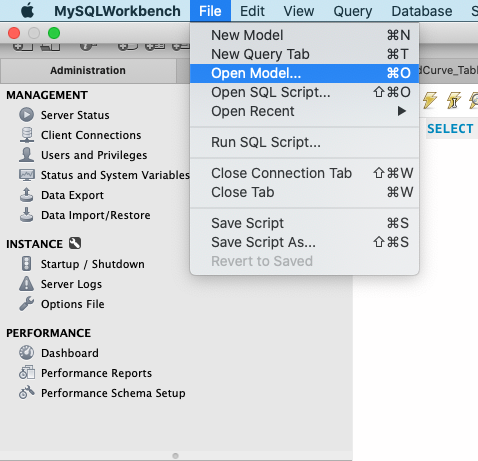 MySQLWorkbench File Edit View Query Database
New Model ⌘N
New Query Tab ⌘T
Open Model... ⌘O
Open SQL Script... ⇧⌘O
Open Recent ▶
Run SQL Script...
Close Connection Tab ⇧⌘W
Close Tab ⌘W
Save Script ⌘S
Save Script As... ⇧⌘S
Revert to Saved
Administration
MANAGEMENT
Server Status
Client Connections
Users and Privileges
Status and System Variables
Data Export
Data Import/Restore
INSTANCE
Startup / Shutdown
Server Logs
Options File
PERFORMANCE
Dashboard
Performance Reports
Performance Schema Setup
dCurve_Tabl
SELECT